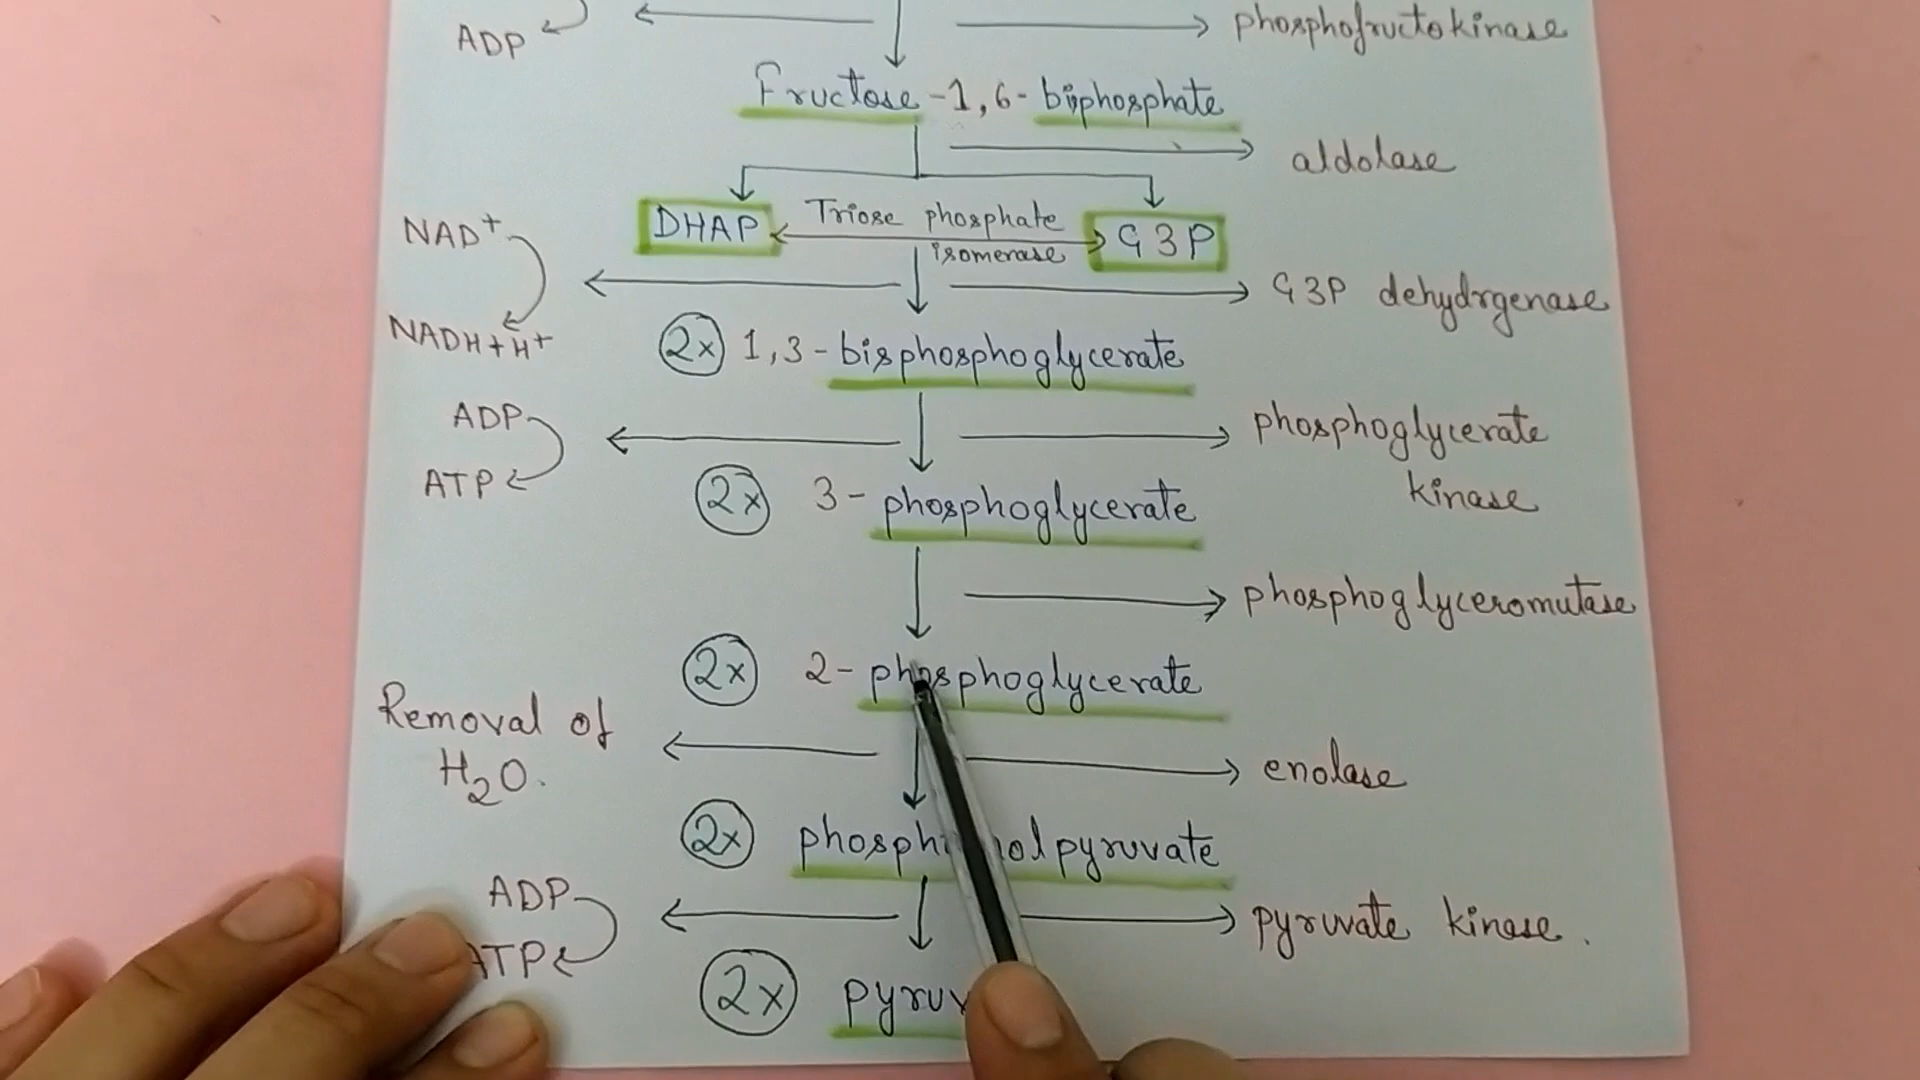 ADP
phosphofructokinase
Fructose-1,6-bisphosphate
aldolase
DHAP
Triose phosphate
isomerase
G3P
NAD+
NADH+H+
G3P dehydrgenase
2x 1,3-bisphosphoglycerate
ADP
ATP
phosphoglycerate
kinase
2x 3-phosphoglycerate
phosphoglyceromutase
2x 2-phosphoglycerate
Removal of
H2O.
enolase
2x
ADP
ATP
pyruvate kinase.
2x